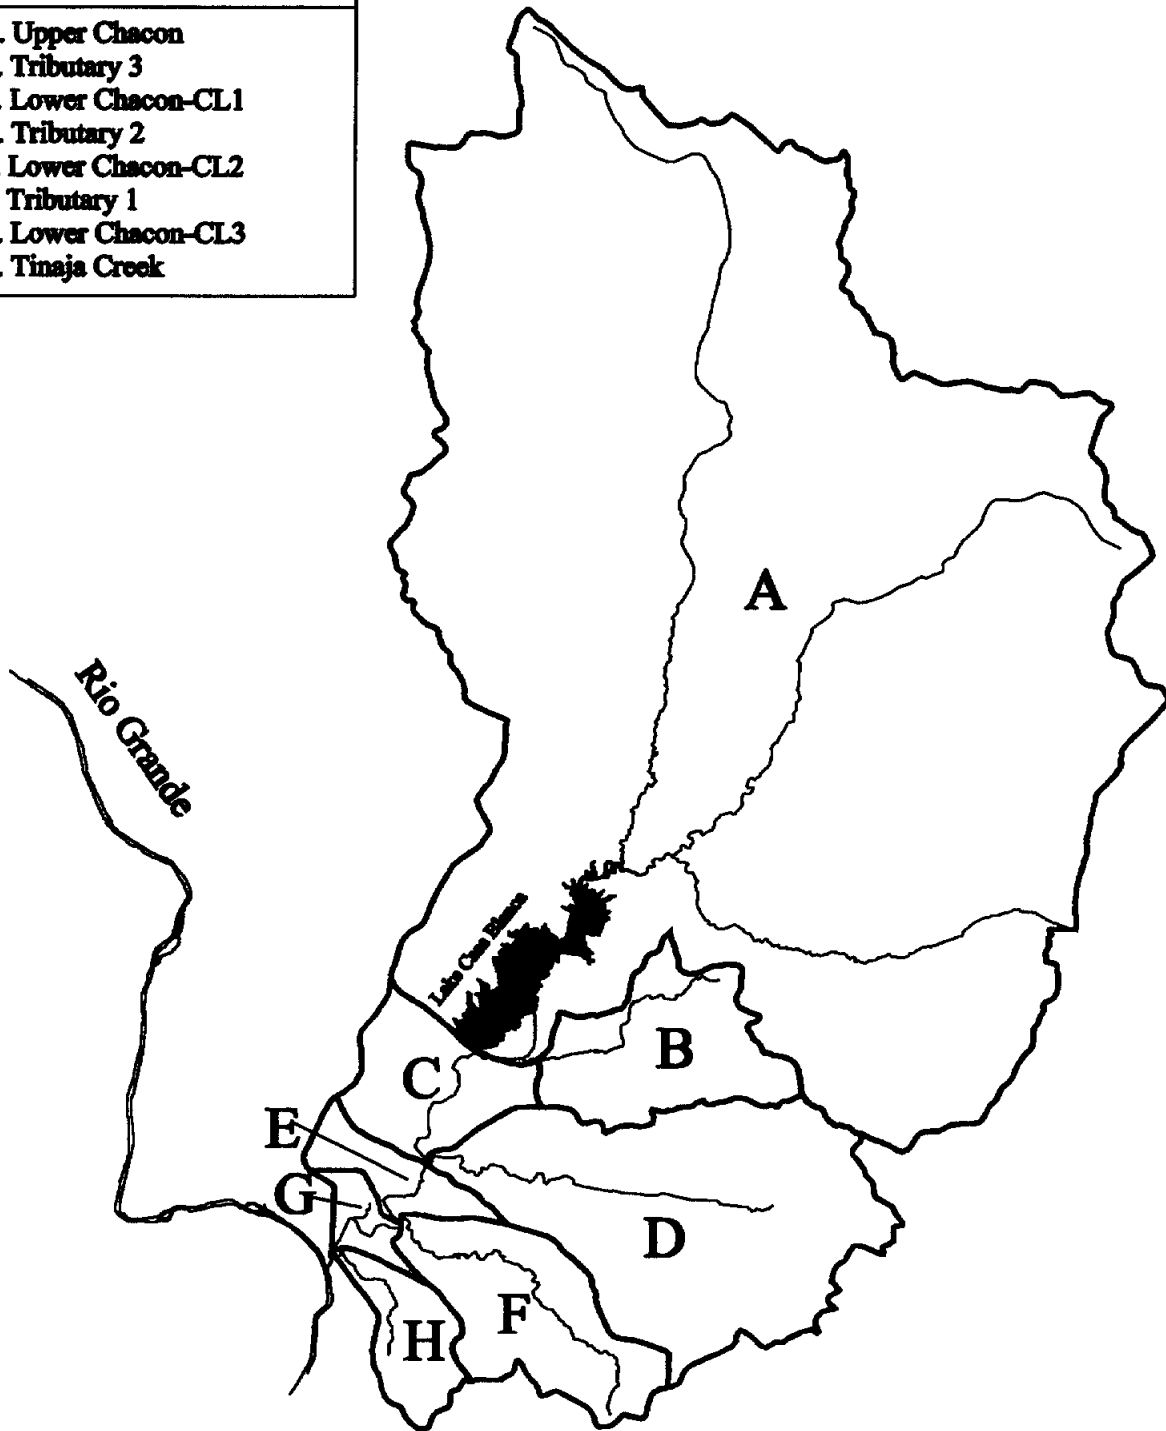 . Upper Chacon
. Tributary 3
. Lower Chacon-CL1
. Tributary 2
. Lower Chacon-CL2
Tributary 1
. Lower Chacon-CL3
. Tinaja Creek
A
Rio Grande
Lake Casa Blanca
B
C
E
G
D
F
H